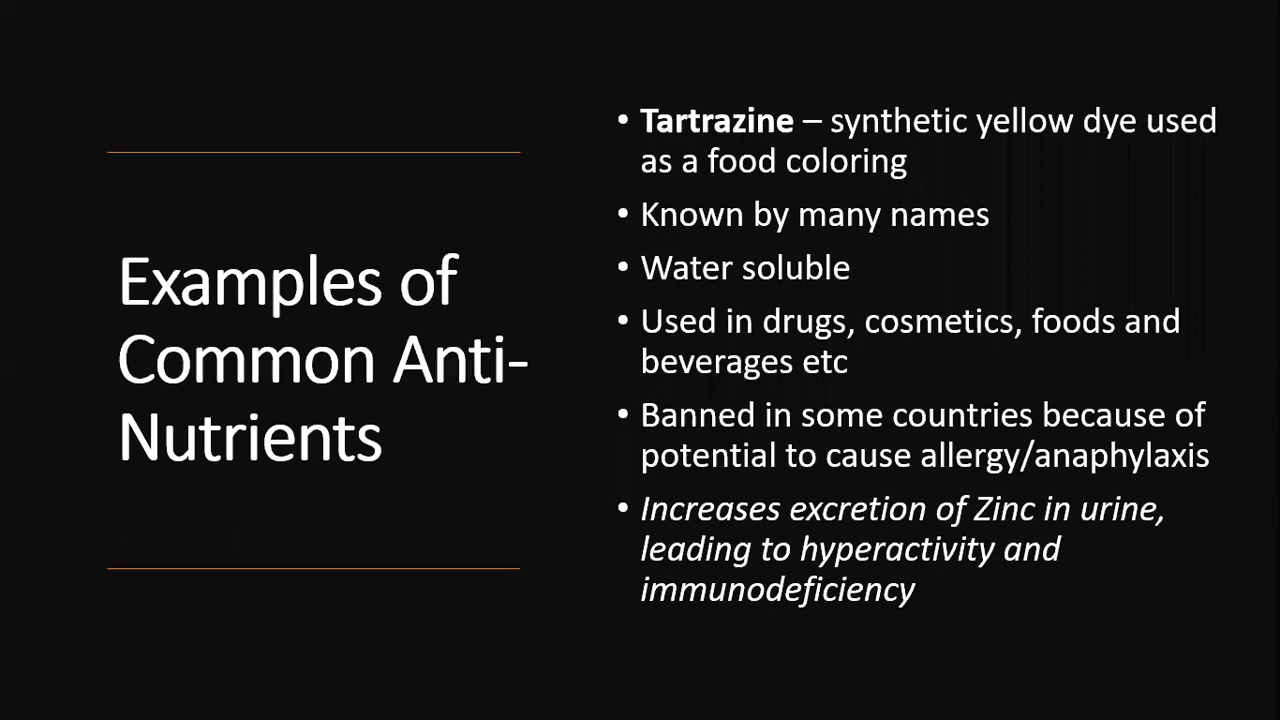 Examples of
Common Anti-
Nutrients
• Tartrazine – synthetic yellow dye used
as a food coloring
• Known by many names
• Water soluble
• Used in drugs, cosmetics, foods and
beverages etc
• Banned in some countries because of
potential to cause allergy/anaphylaxis
• Increases excretion of Zinc in urine,
leading to hyperactivity and
immunodeficiency